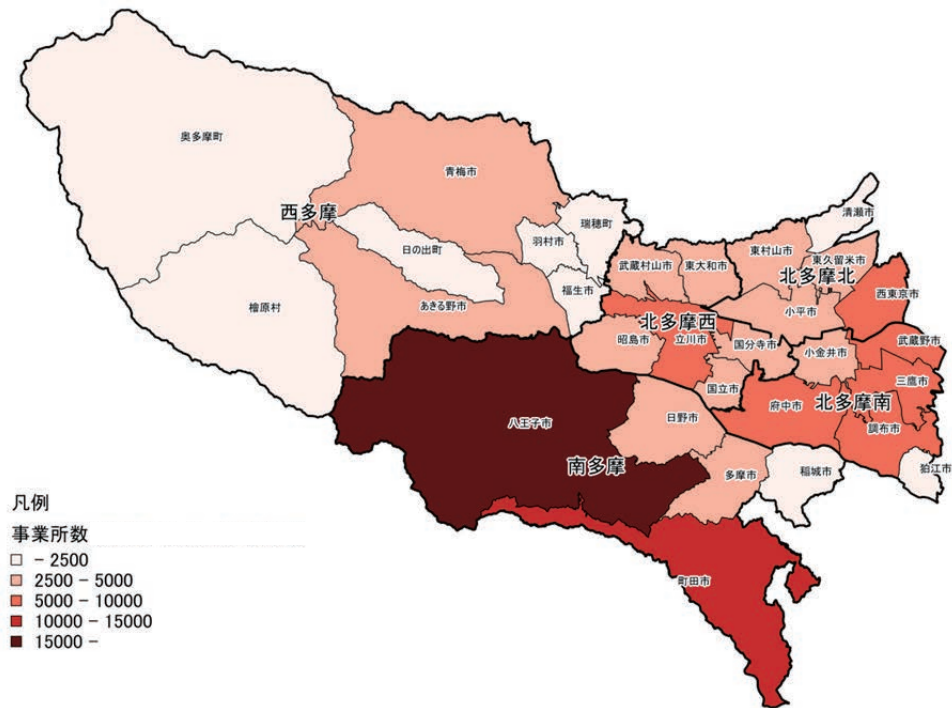 奥多摩町
青梅市
西多摩
日の出町
羽村市
瑞穂町
福生市
あきる野市
檜原村
清瀬市
東村山市
東久留米市
北多摩北
武蔵村山市
東大和市
小平市
西東京市
北多摩西
昭島市
立川市
国分寺市
国立市
小金井市
武蔵野市
三鷹市
府中市
北多摩南
調布市
狛江市
八王子市
日野市
南多摩
多摩市
稲城市
町田市
凡例
事業所数
- 2500
2500 - 5000
5000 - 10000
10000 - 15000
15000 -